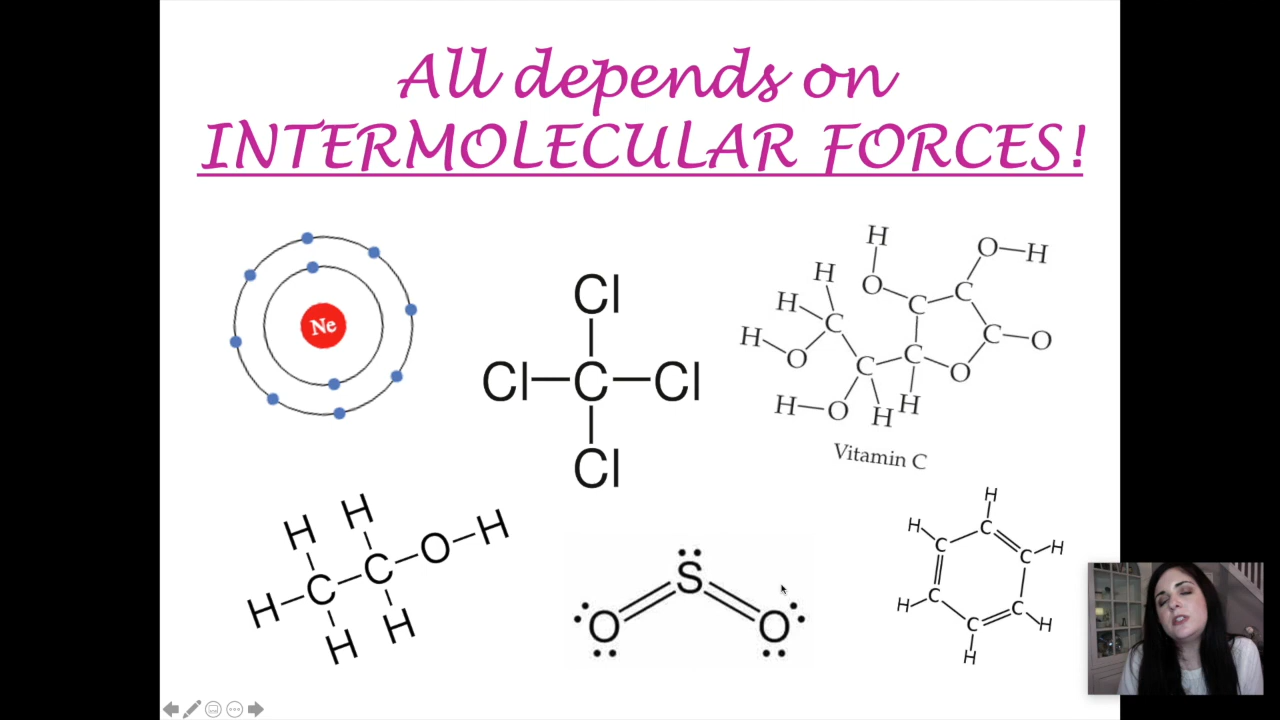 All depends on
INTERMOLECULAR FORCES!
Ne
Cl
Cl C Cl
Cl
H
O H
H
H
O C C
H C
H O
C C C O
O
H O H H
Vitamin C
H H
H C C O H
H H
S
O O
H
H C
C C H
H C C H
C
H